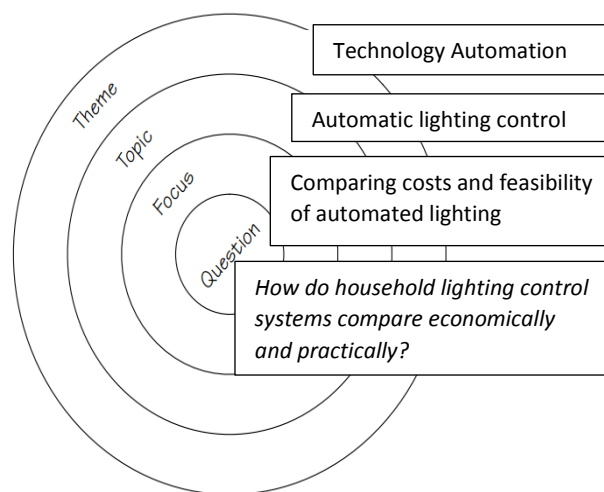 Technology Automation
Theme
Automatic lighting control
Topic
Comparing costs and feasibility
of automated lighting
Focus
Question
How do household lighting control
systems compare economically
and practically?